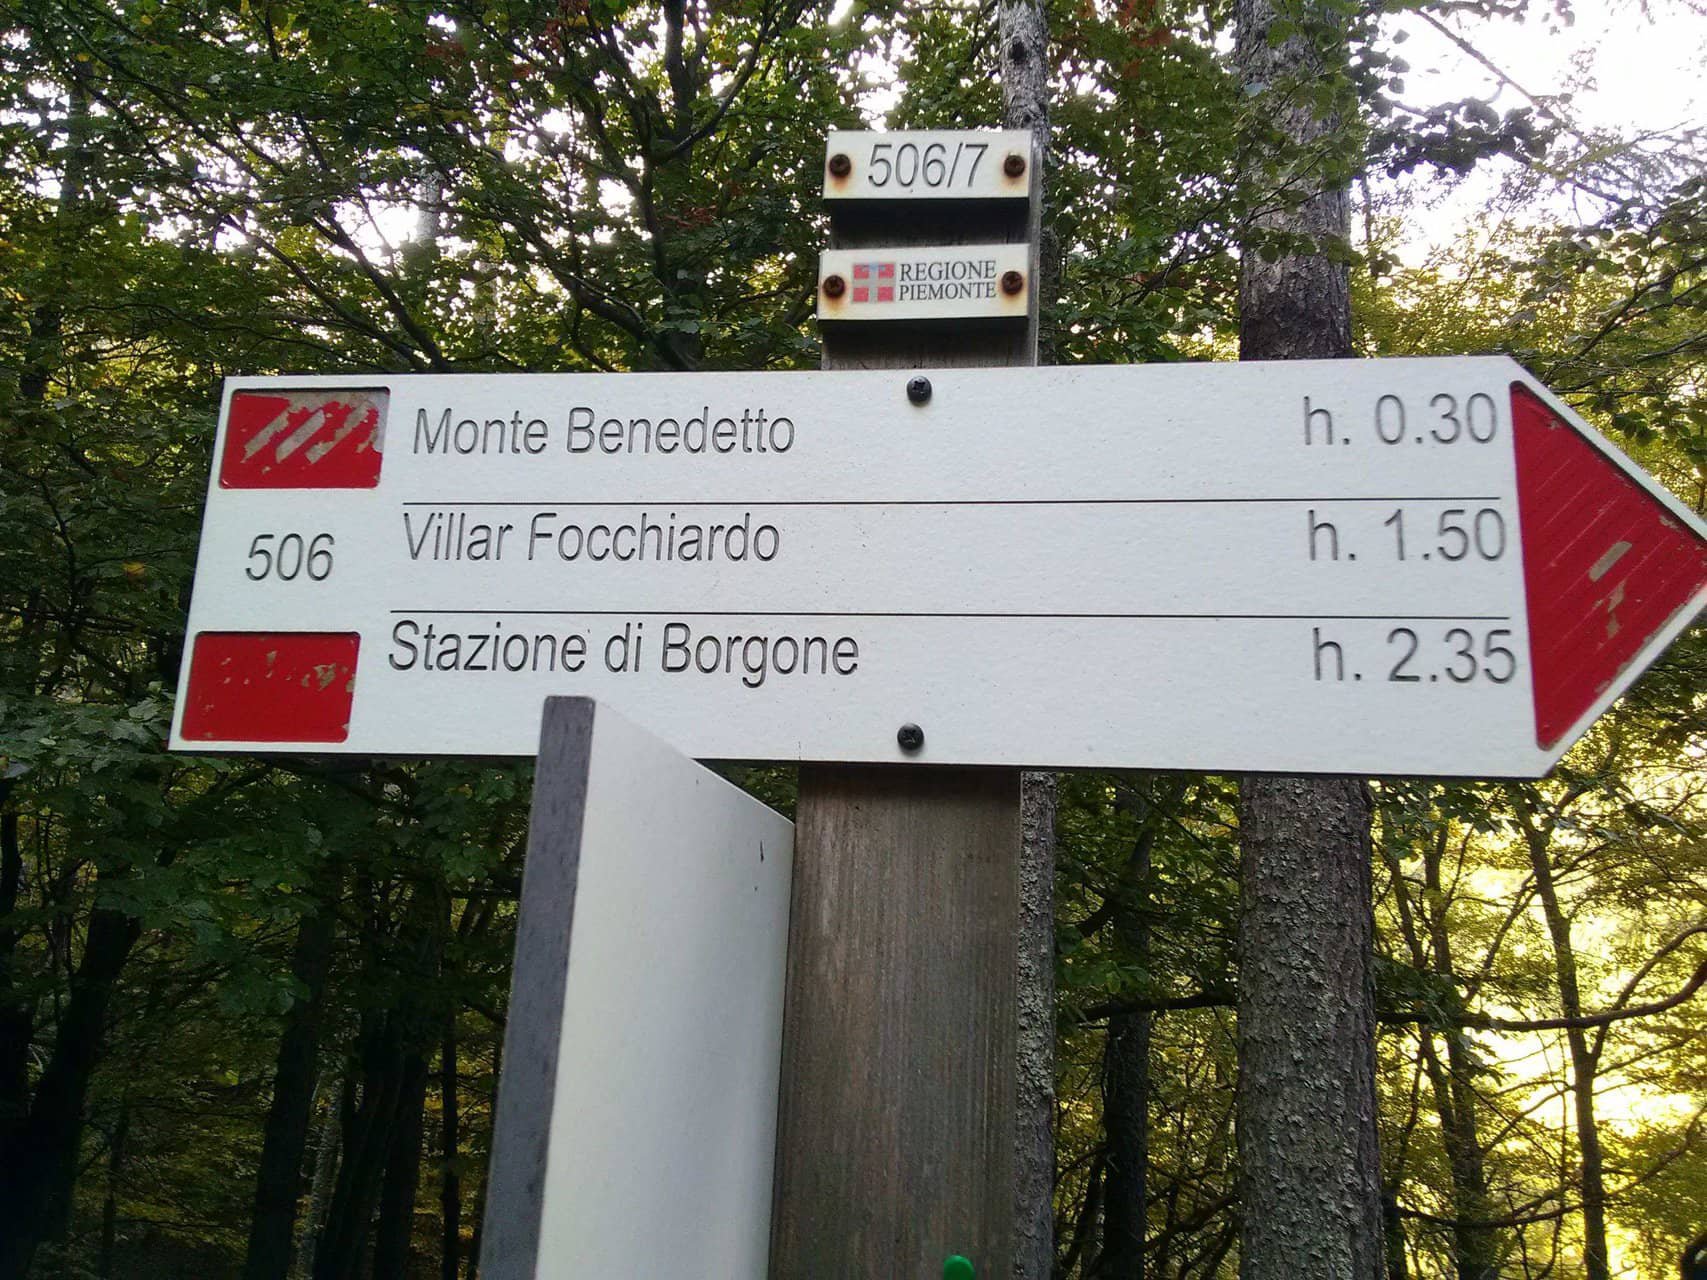 506/7
REGIONE
PIEMONTE
Monte Benedetto h. 0.30
506
Villar Focchiardo h. 1.50
Stazione di Borgone h. 2.35